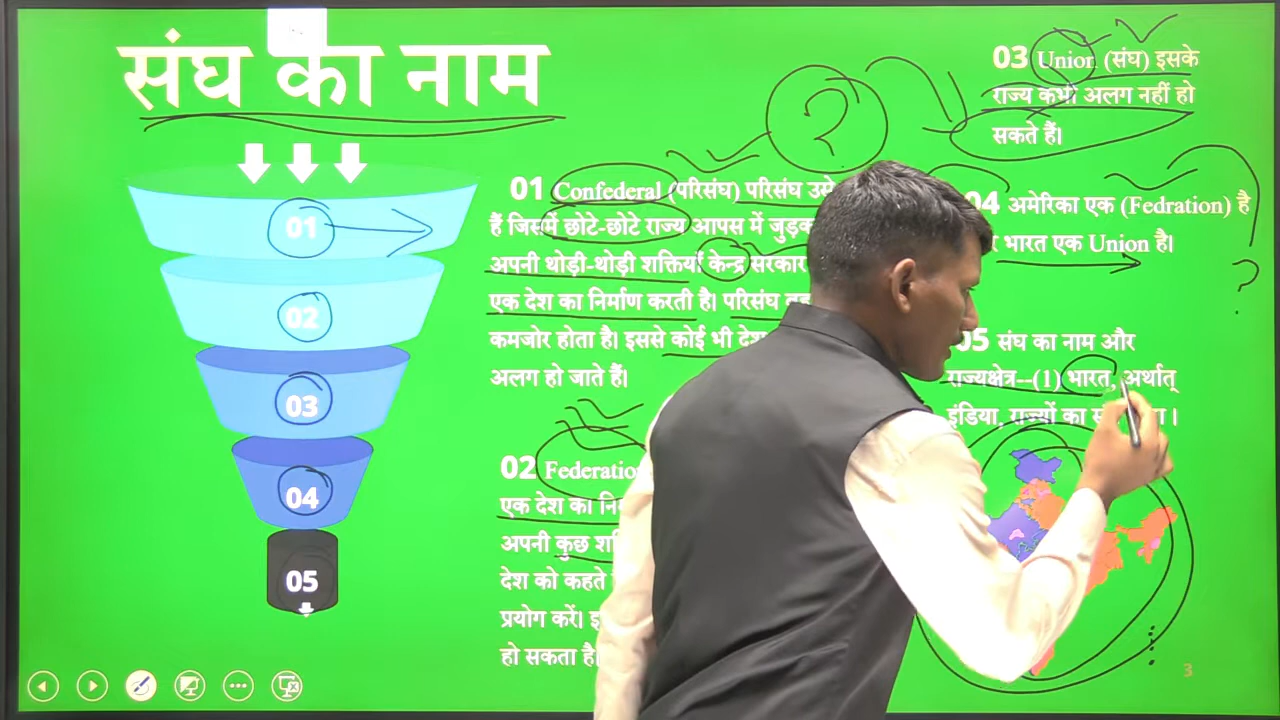 संघ का नाम
01
02
03
04
05
01 Confederal (परिसंघ) परिसंघ उसे
हैं जिसमें छोटे-छोटे राज्य आपस में
अपनी थोड़ी-थोड़ी शक्तियाँ केन्द्र सरकार
एक देश का निर्माण करती है। परिसंघ
कमजोर होता है। इससे कोई भी
अलग हो जाते हैं।
02
एक देश का
अपनी कुछ
देश को कहते
प्रयोग करें।
हो सकता है।
03 Union (संघ) इसके
राज्य कभी अलग नहीं हो
सकते हैं।
?
04 अमेरिका एक (Fedration) है
भारत एक Union है।
?
05 संघ का नाम और
राज्यक्षेत्र--(1) भारत, अर्थात्
इंडिया, राज्यों का
3